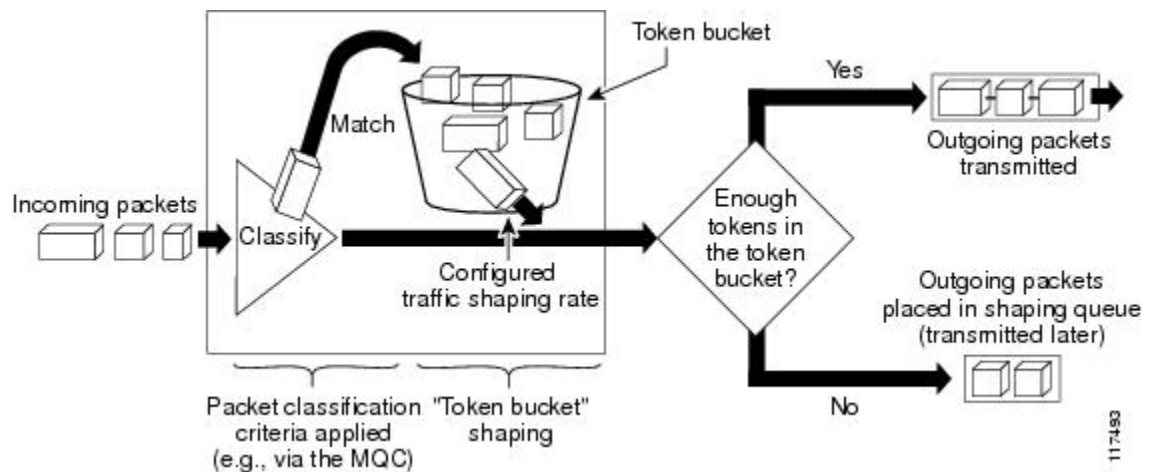 Token bucket
Yes
Match
Outgoing packets
transmitted
Incoming packets
Classify
Enough
tokens in
the token
bucket?
Configured
traffic shaping rate
Outgoing packets
placed in shaping queue
(transmitted later)
No
Packet classification
criteria applied
(e.g., via the MQC)
"Token bucket"
shaping
117493